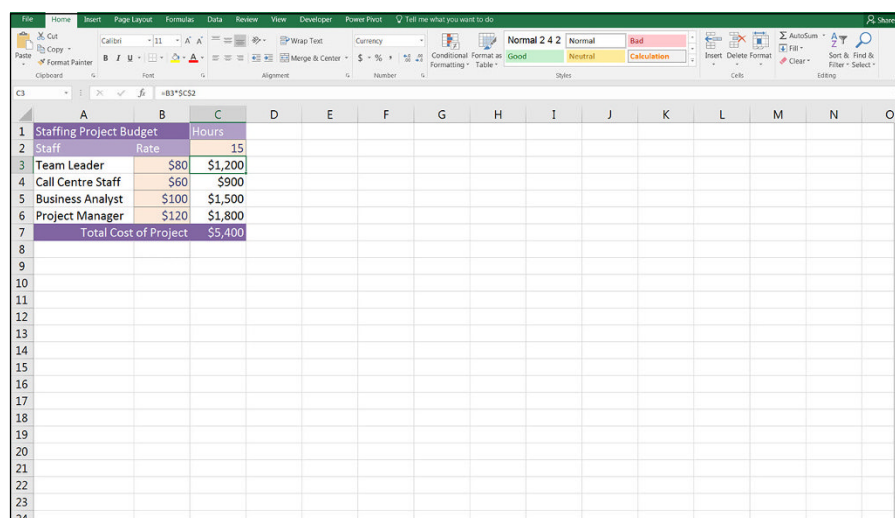 File Home Insert Page Layout Formulas Data Review View Developer Power Pivot Tell me what you want to do Share
Paste
Cut
Copy
Format Painter
Clipboard
Calibri 11 A A
B I U A
Font
Wrap Text
Merge & Center
Alignment
Currency
$ % ,
Number
Conditional Formatting
Format as Table
Normal 2 4 2 Normal Bad
Good Neutral Calculation
Styles
Insert Delete Format
Cells
AutoSum
Fill
Clear
Sort & Filter
Find & Select
Editing
C3 fx =B3*$C$2
A B C D E F G H I J K L M N O
1 Staffing Project Budget Hours
2 Staff Rate 15
3 Team Leader $80 $1,200
4 Call Centre Staff $60 $900
5 Business Analyst $100 $1,500
6 Project Manager $120 $1,800
7 Total Cost of Project $5,400
8
9
10
11
12
13
14
15
16
17
18
19
20
21
22
23
24